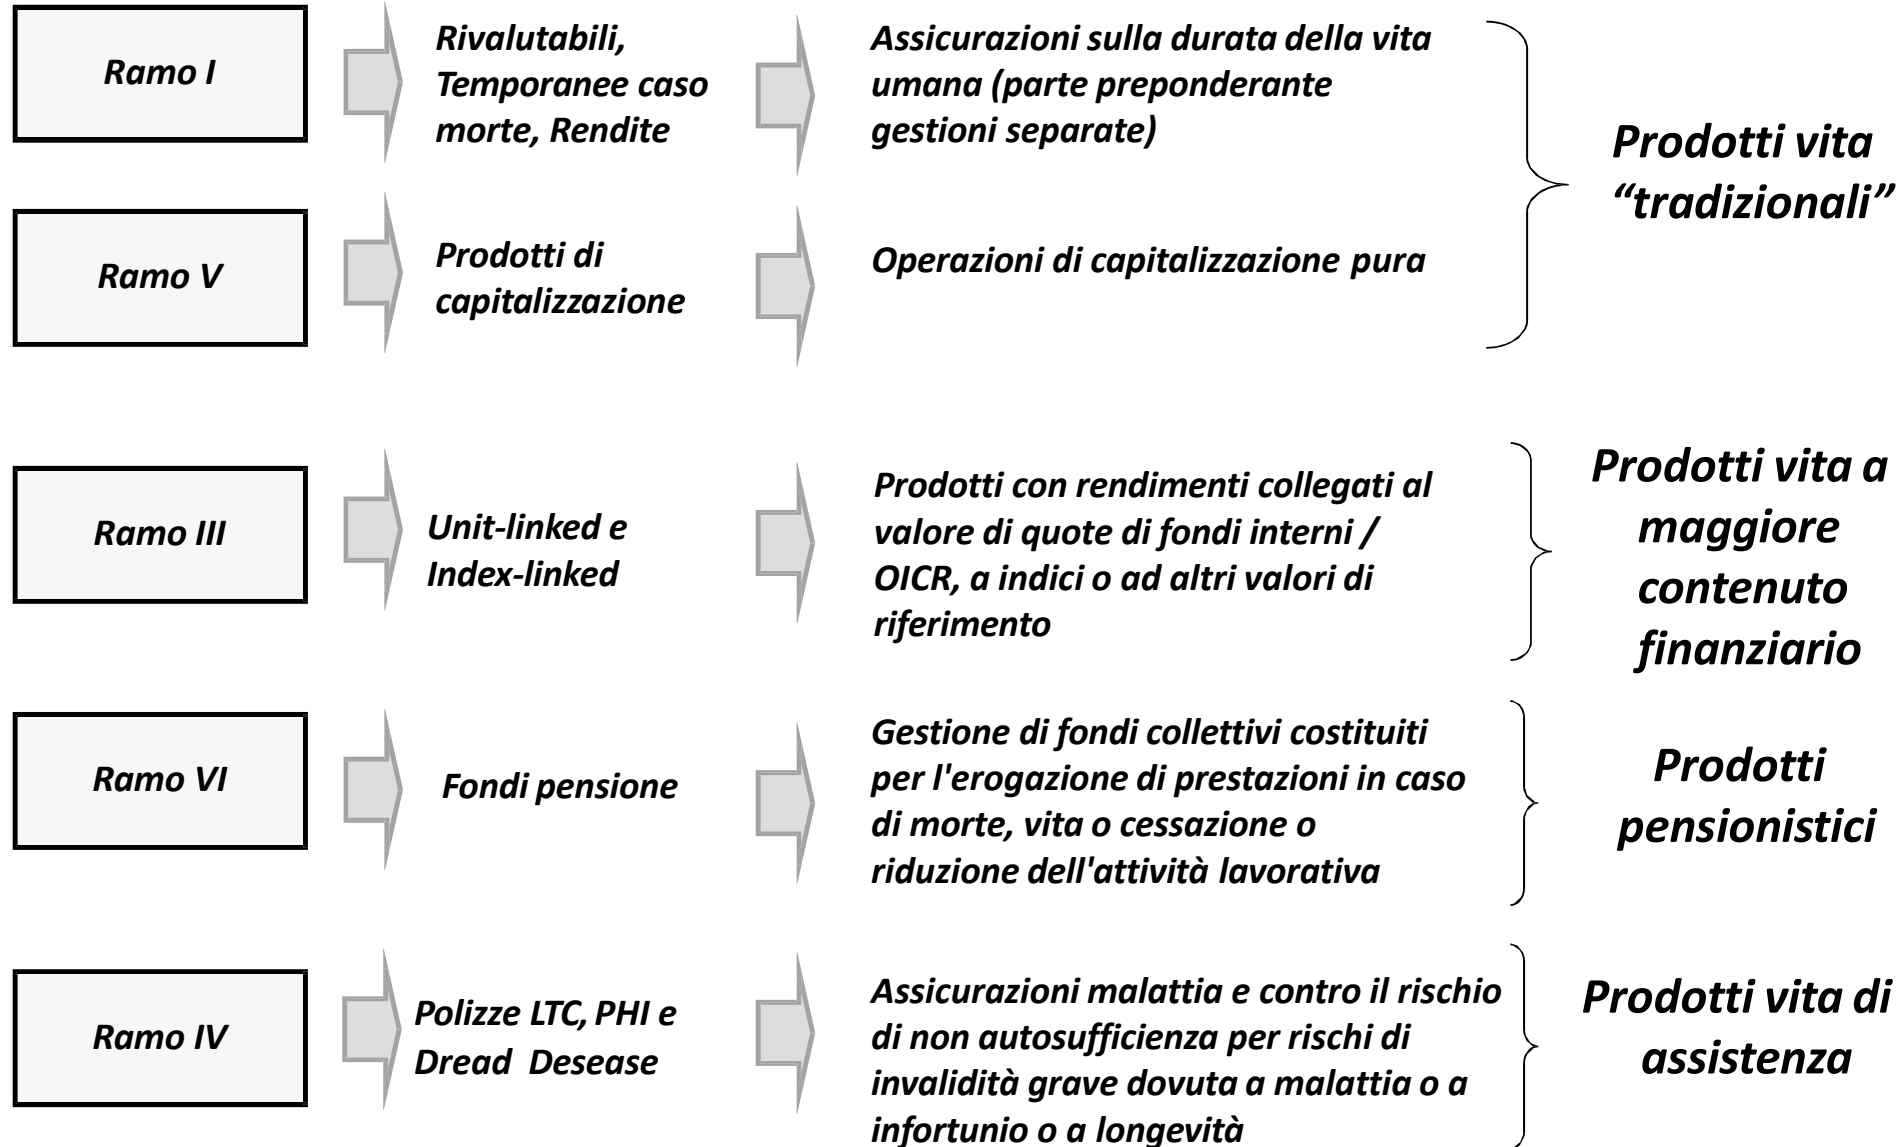 Ramo I
Rivalutabili,
Temporanee caso
morte, Rendite
Assicurazioni sulla durata della vita
umana (parte preponderante
gestioni separate)
Prodotti vita
“tradizionali”
Ramo V
Prodotti di
capitalizzazione
Operazioni di capitalizzazione pura
Ramo III
Unit-linked e
Index-linked
Prodotti con rendimenti collegati al
valore di quote di fondi interni /
OICR, a indici o ad altri valori di
riferimento
Prodotti vita a
maggiore
contenuto
finanziario
Ramo VI
Fondi pensione
Gestione di fondi collettivi costituiti
per l'erogazione di prestazioni in caso
di morte, vita o cessazione o
riduzione dell'attività lavorativa
Prodotti
pensionistici
Ramo IV
Polizze LTC, PHI e
Dread Desease
Assicurazioni malattia e contro il rischio
di non autosufficienza per rischi di
invalidità grave dovuta a malattia o a
infortunio o a longevità
Prodotti vita di
assistenza